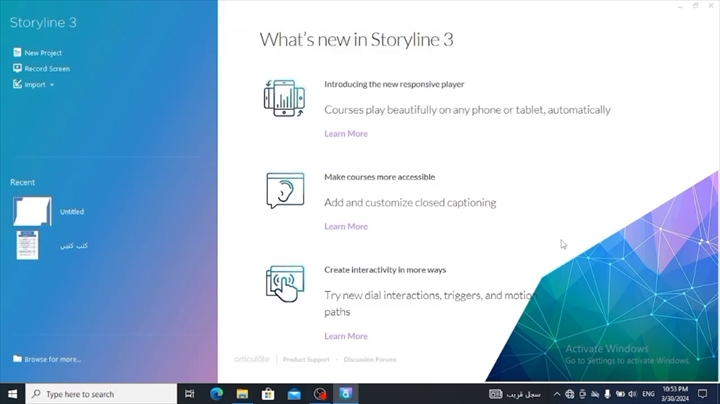 Storyline 3
New Project
Record Screen
Import
Recent
Untitled
كتب كتيبي
Browse for more...
What's new in Storyline 3
Introducing the new responsive player
Courses play beautifully on any phone or tablet, automatically
Learn More
Make courses more accessible
Add and customize closed captioning
Learn More
Create interactivity in more ways
Try new dial interactions, triggers, and motion
paths
Learn More
articulate
Product Support
Discussion Forums
Activate Windows
Go to Settings to activate Windows.
Type here to search
سجل قريب
ENG
10:53 PM
3/30/2024